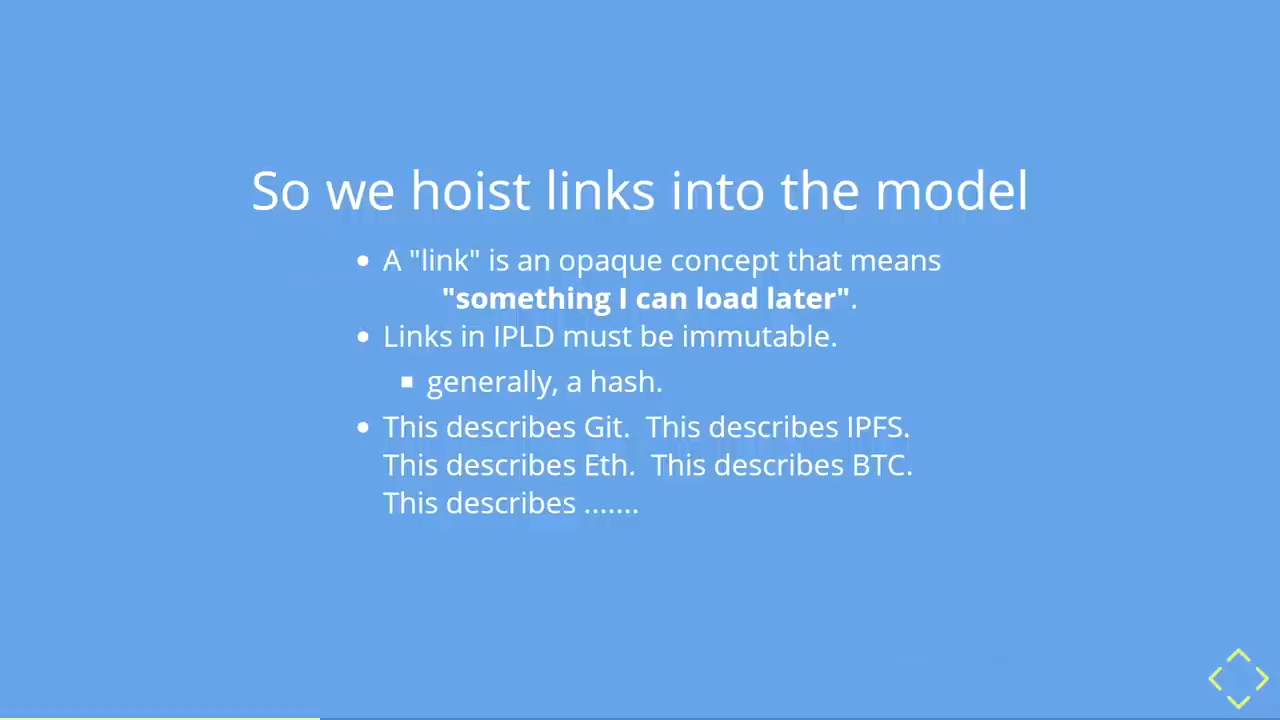 So we hoist links into the model
A "link" is an opaque concept that means
"something I can load later".
Links in IPLD must be immutable.
generally, a hash.
This describes Git.  This describes IPFS.
This describes Eth.  This describes BTC.
This describes .......